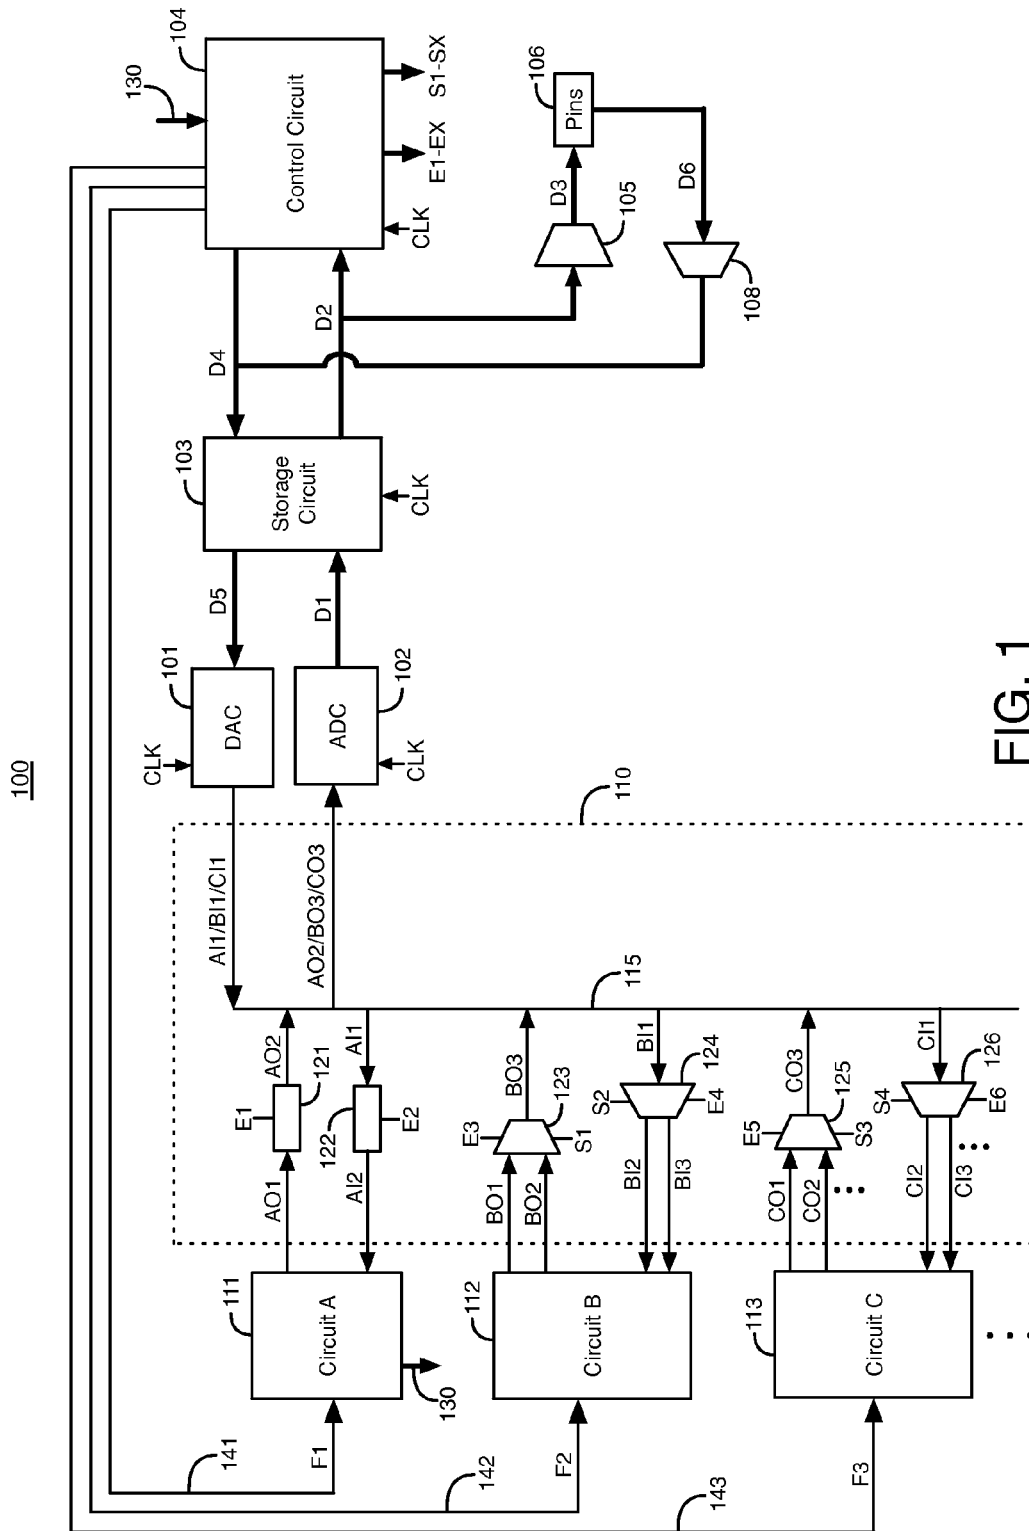 100
141
142
143
F1
F2
F3
111
Circuit A
130
112
Circuit B
113
Circuit C
AO1
E1
AO2
121
AI2
122
AI1
E2
BO1
BO2
E3
S1
BO3
123
BI2
BI3
S2
E4
BI1
124
CO1
CO2
E5
S3
CO3
125
CI2
CI3
S4
E6
CI1
126
115
110
AI1/BI1/CI1
AO2/BO3/CO3
CLK
DAC
101
ADC
102
CLK
D5
D1
103
Storage
Circuit
CLK
D4
D2
130
104
Control Circuit
CLK
E1-EX
S1-SX
105
D3
106
Pins
D6
108
FIG. 1